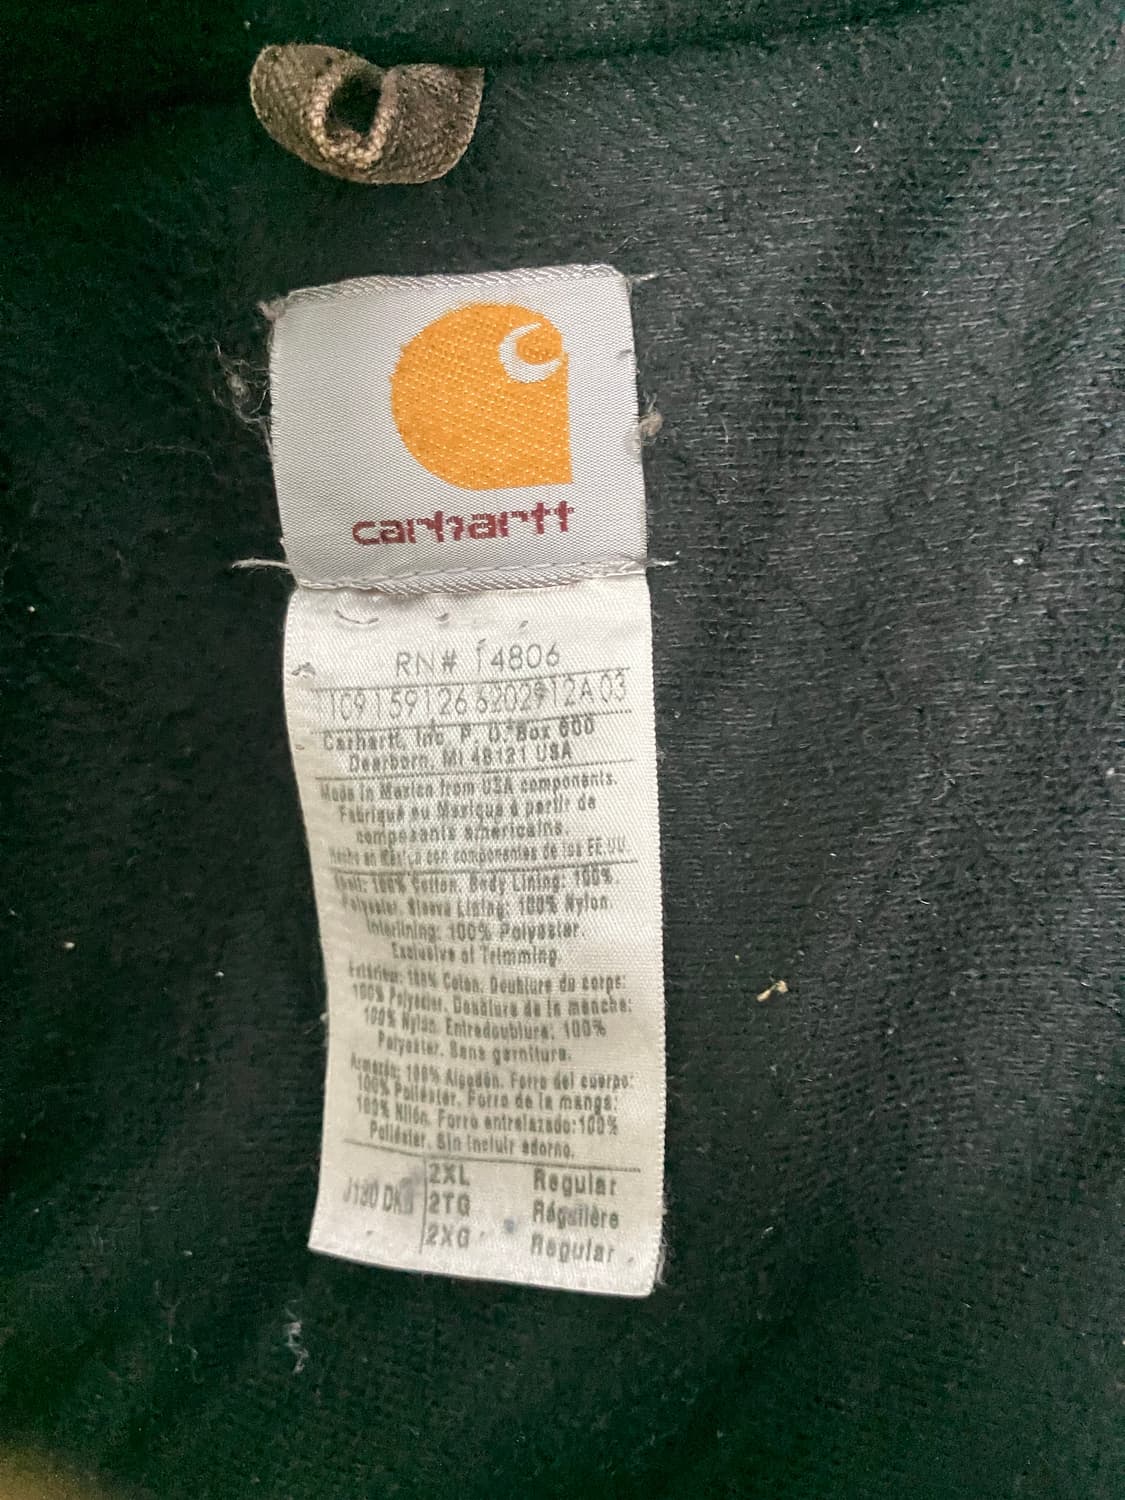 carhartt
RN# 14806
109 159126 62029 12A 03
Carhartt, Inc. P. O. Box 600
Dearborn, MI 48121 USA
Made in Mexico from USA components.
Fabriqué au Mexique à partir de
composants américains.
Hecho en México con componentes de los EE.UU.
Shell: 100% Cotton. Body Lining: 100%
Polyester. Sleeve Lining: 100% Nylon.
Interlining: 100% Polyester.
Exclusive of Trimming.
Extérieur: 100% Coton. Doublure du corps:
100% Polyester. Doublure de la manche:
100% Nylon. Entredoublure: 100%
Polyester. Sans garniture.
100% Algodón. Forro del cuerpo:
100% Poliéster. Forro de la manga:
100% Nilón. Forro entrelazado:100%
Poliéster. Sin incluir adorno.
2XL Regular
2TG Régulière
2XG Regular